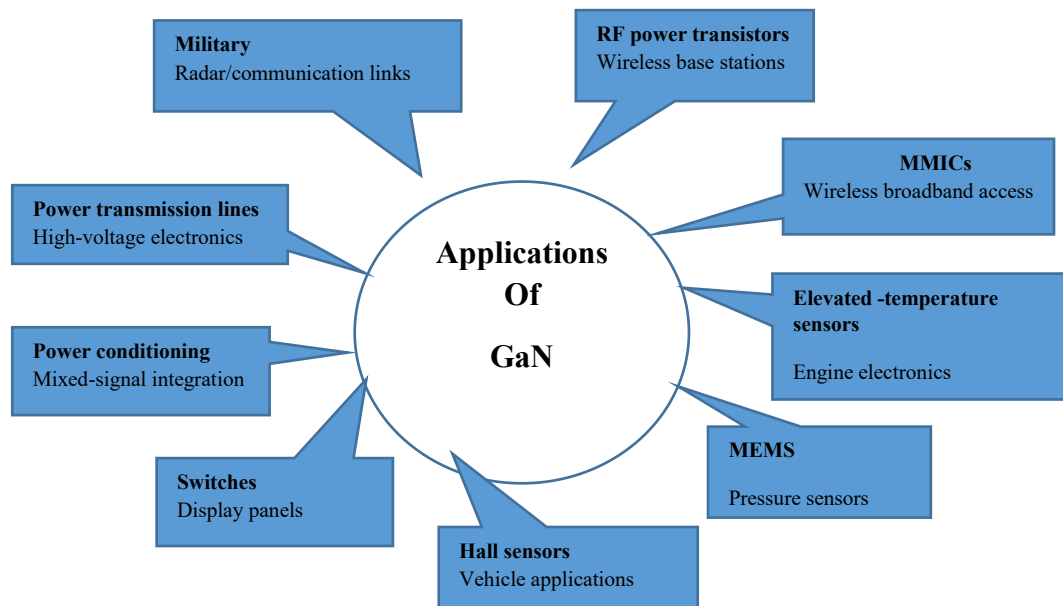 Military
Radar/communication links
RF power transistors
Wireless base stations
MMICs
Wireless broadband access
Power transmission lines
High-voltage electronics
Applications
Of
GaN
Elevated -temperature
sensors
Engine electronics
Power conditioning
Mixed-signal integration
MEMS
Pressure sensors
Switches
Display panels
Hall sensors
Vehicle applications